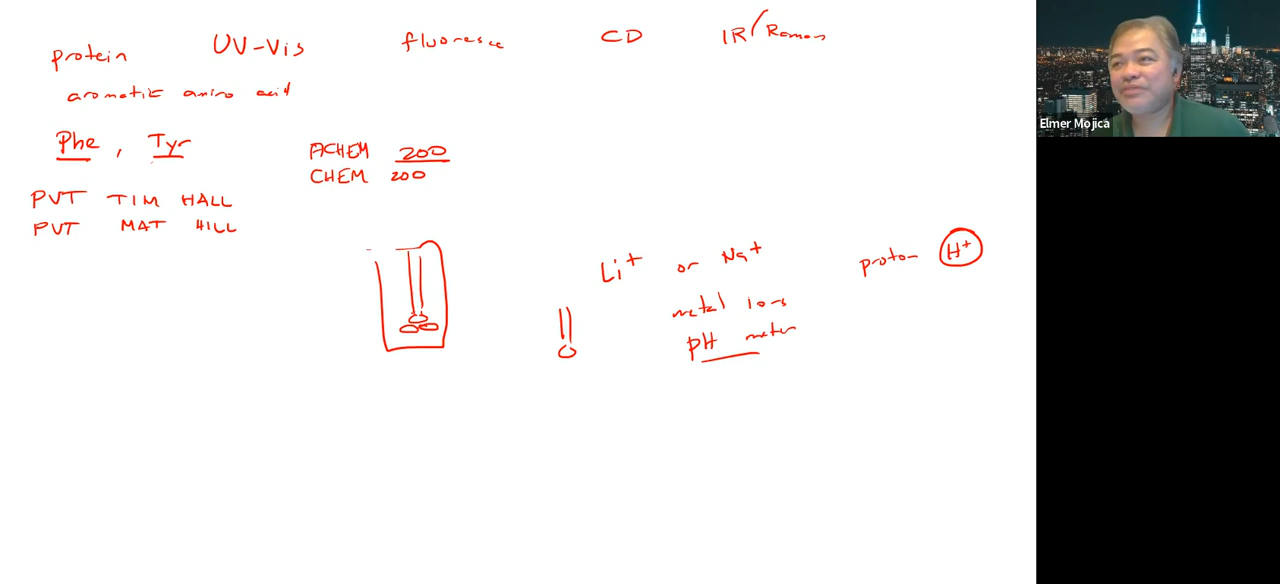 protein UV-Vis fluoresce CD IR/Raman
aromatic amino acid
Phe, Tyr
ACHEM 200
CHEM 200
PVT TIM HALL
PVT MAT HILL
Li+ or Na+
proton H+
metal ions
pH meter
Elmer Mojica